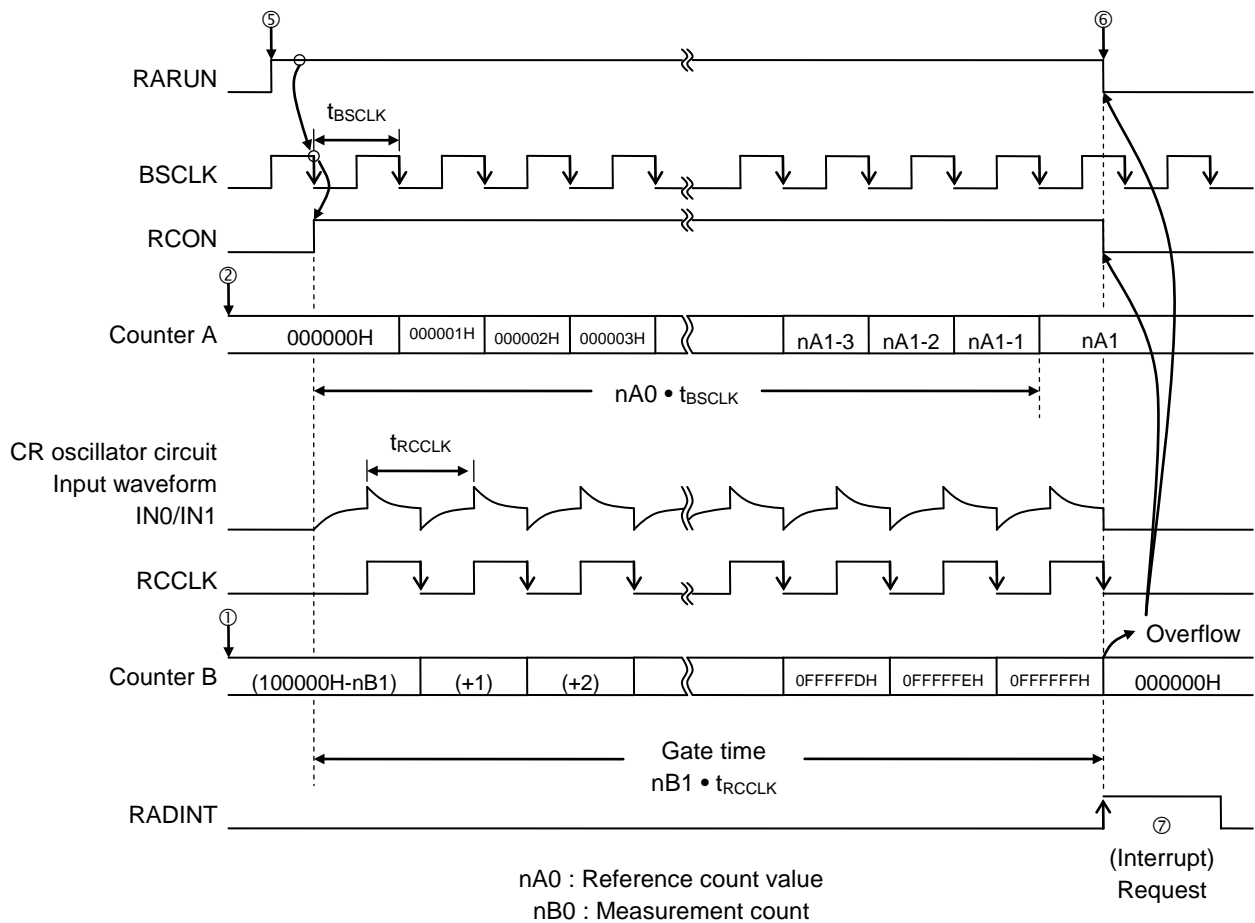 ⑤ ⑥
RARUN
tBSCLK
BSCLK
RCON
②
Counter A 000000H 000001H 000002H 000003H nA1-3 nA1-2 nA1-1 nA1
nA0 • tBSCLK
CR oscillator circuit
Input waveform
IN0/IN1
tRCCLK
RCCLK
①
Overflow
Counter B (100000H-nB1) (+1) (+2) 0FFFFFDH 0FFFFFEH 0FFFFFFH 000000H
Gate time
nB1 • tRCCLK
RADINT
⑦
(Interrupt)
Request
nA0 : Reference count value
nB0 : Measurement count